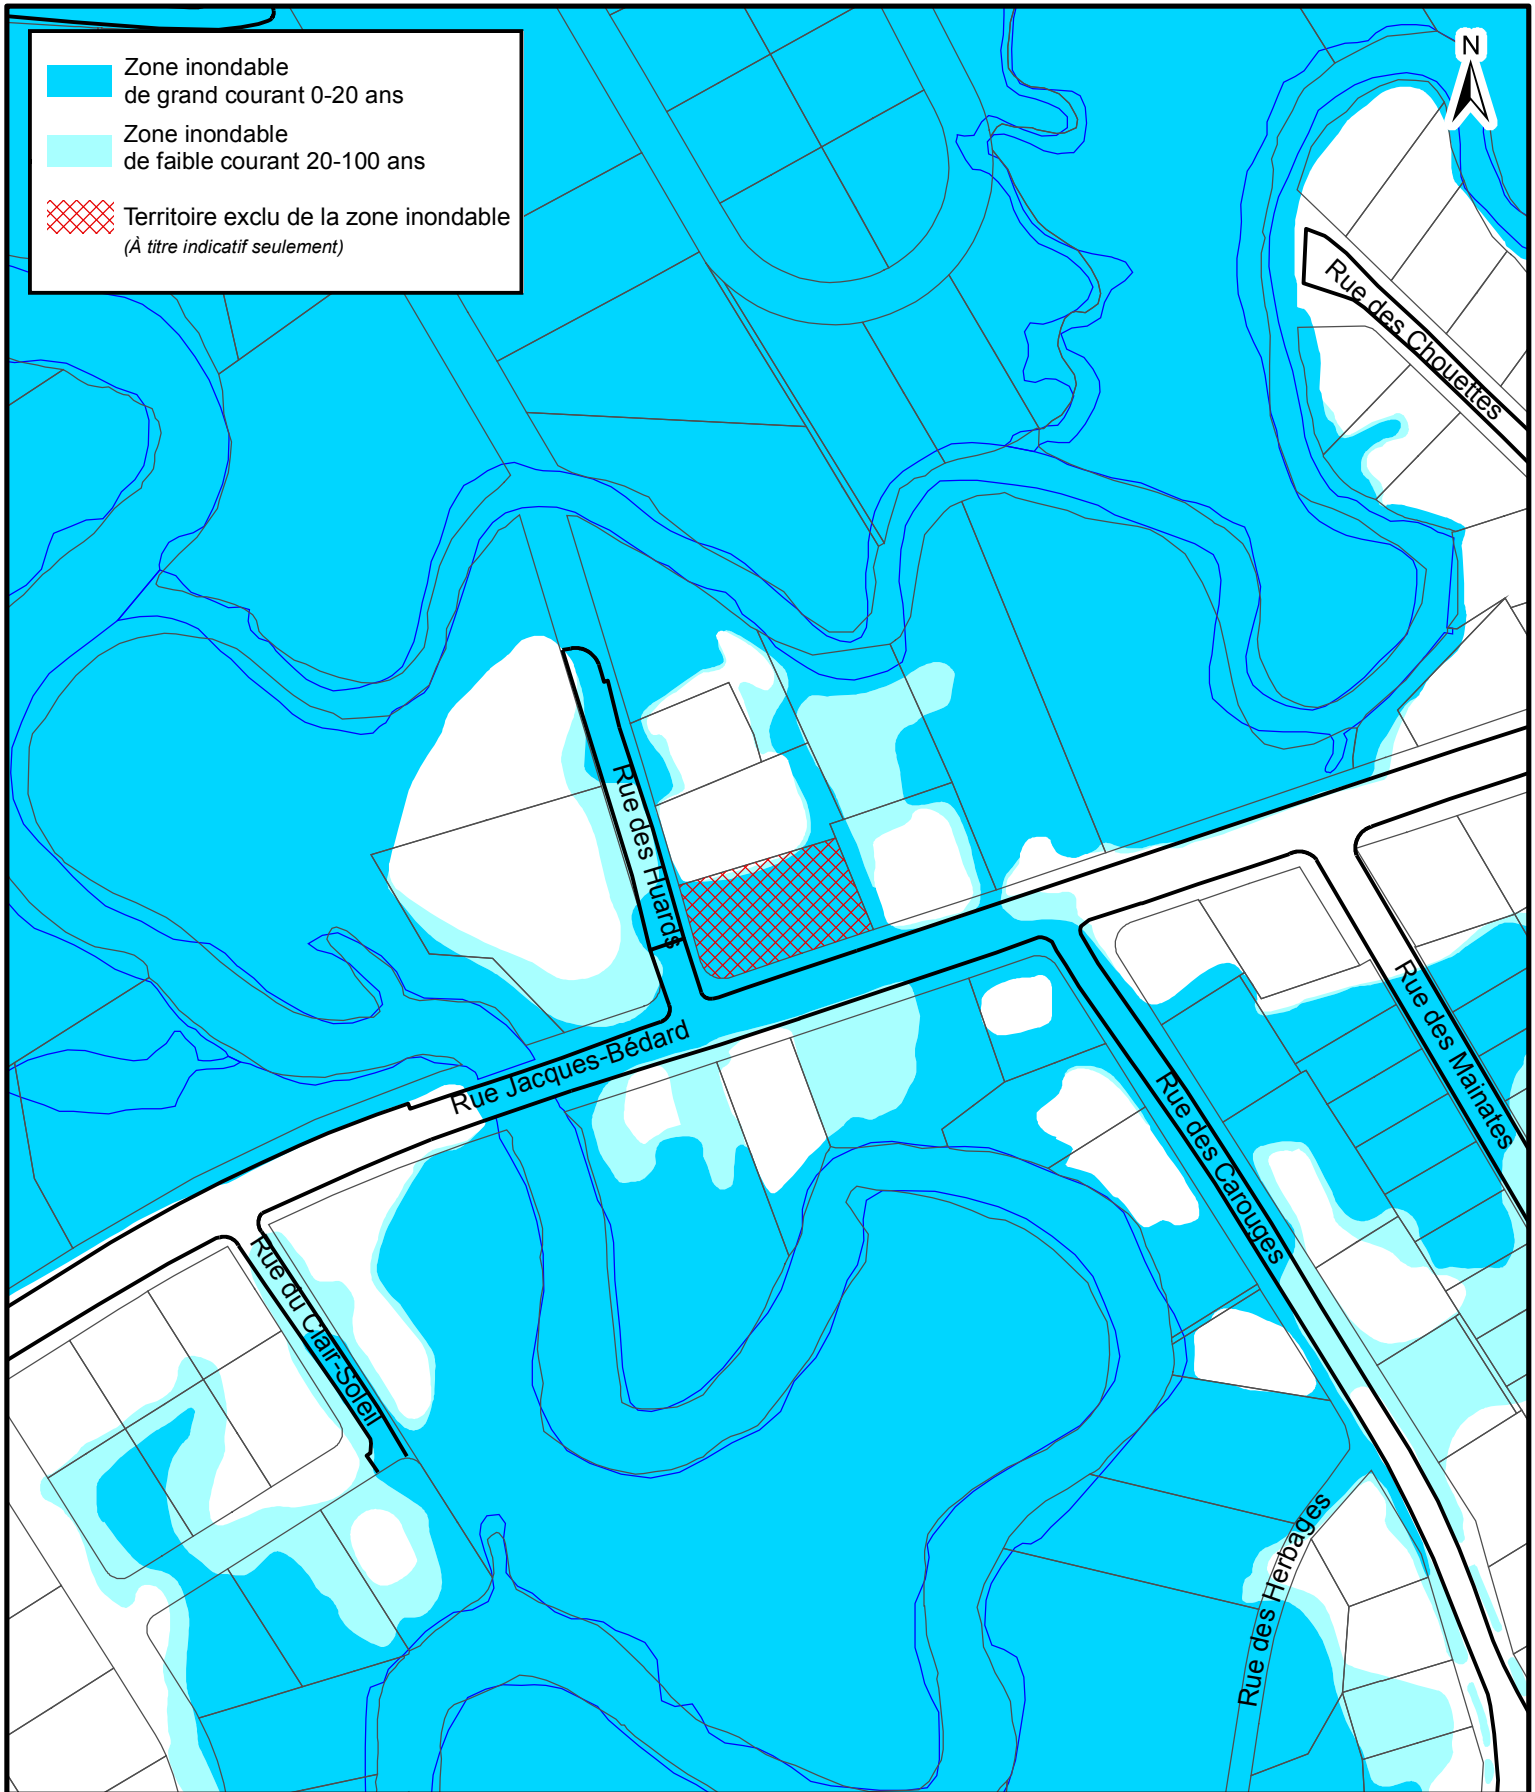 Zone inondable
de grand courant 0-20 ans
Zone inondable
de faible courant 20-100 ans
Territoire exclu de la zone inondable
(À titre indicatif seulement)
N
Rue des Chouettes
Rue des Huards
Rue Jacques-Bédard
Rue des Mainates
Rue des Carouges
Rue du Clair-Soleil
Rue des Herbages